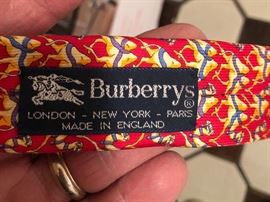 Burberrys®
LONDON - NEW YORK - PARIS
MADE IN ENGLAND